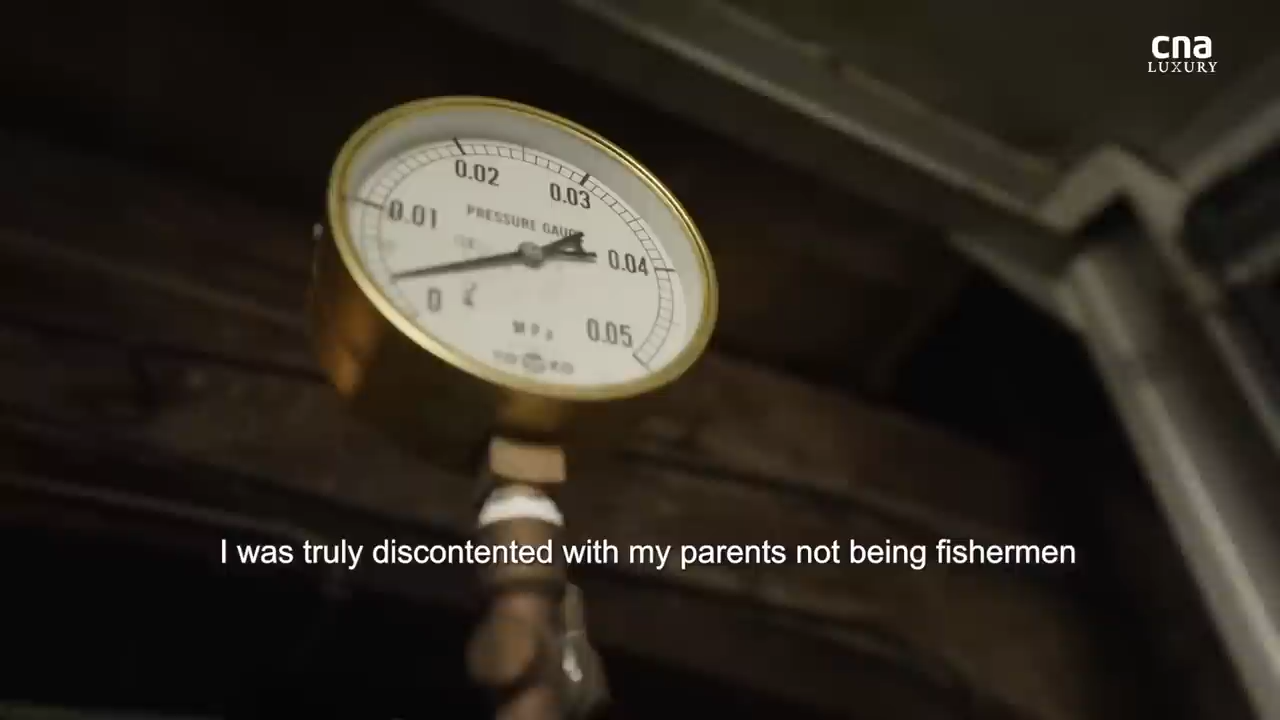 cna
LUXURY
0.02
0.03
PRESSURE GAUGE
0.01
0.04
0
MPa
0.05
I was truly discontented with my parents not being fishermen